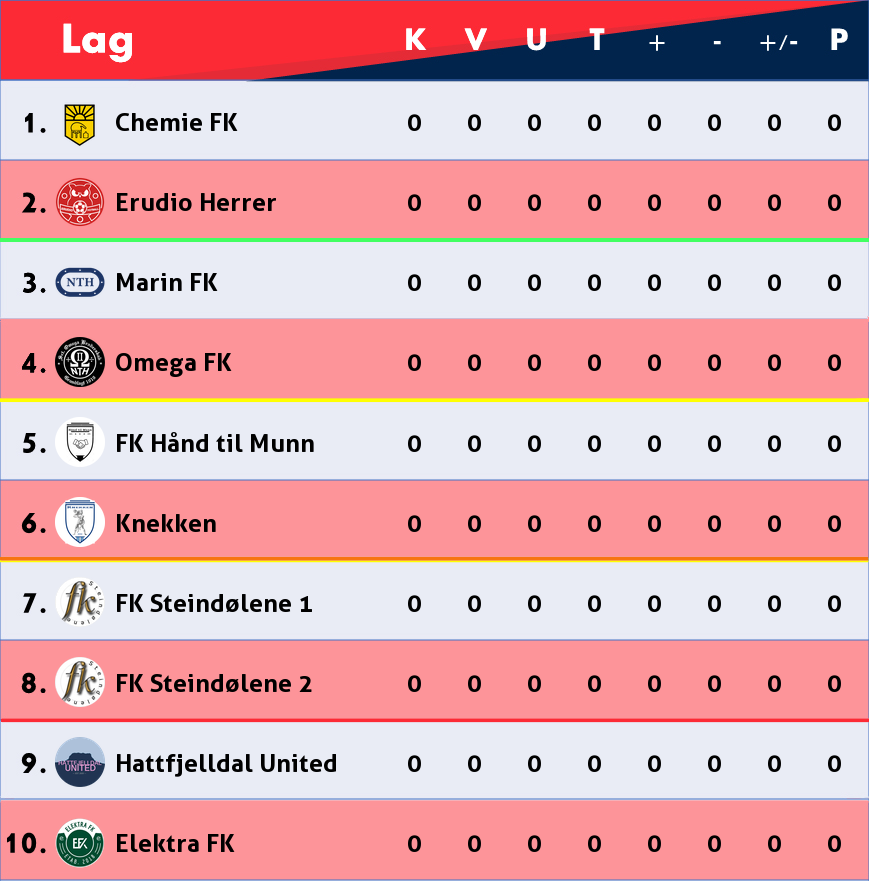 Lag K V U T + - +/- P
1. Chemie FK 0 0 0 0 0 0 0 0
2. Erudio Herrer 0 0 0 0 0 0 0 0
3. NTH Marin FK 0 0 0 0 0 0 0 0
4. NTH Omega FK 0 0 0 0 0 0 0 0
5. FK Hånd til Munn 0 0 0 0 0 0 0 0
6. KNEKKEN Knekken 0 0 0 0 0 0 0 0
7. fk Steindølene FK Steindølene 1 0 0 0 0 0 0 0 0
8. fk Steindølene FK Steindølene 2 0 0 0 0 0 0 0 0
9. HATTFJELLDAL UNITED Hattfjelldal United 0 0 0 0 0 0 0 0
10. ELEKTRA FK EFK Elektra FK 0 0 0 0 0 0 0 0